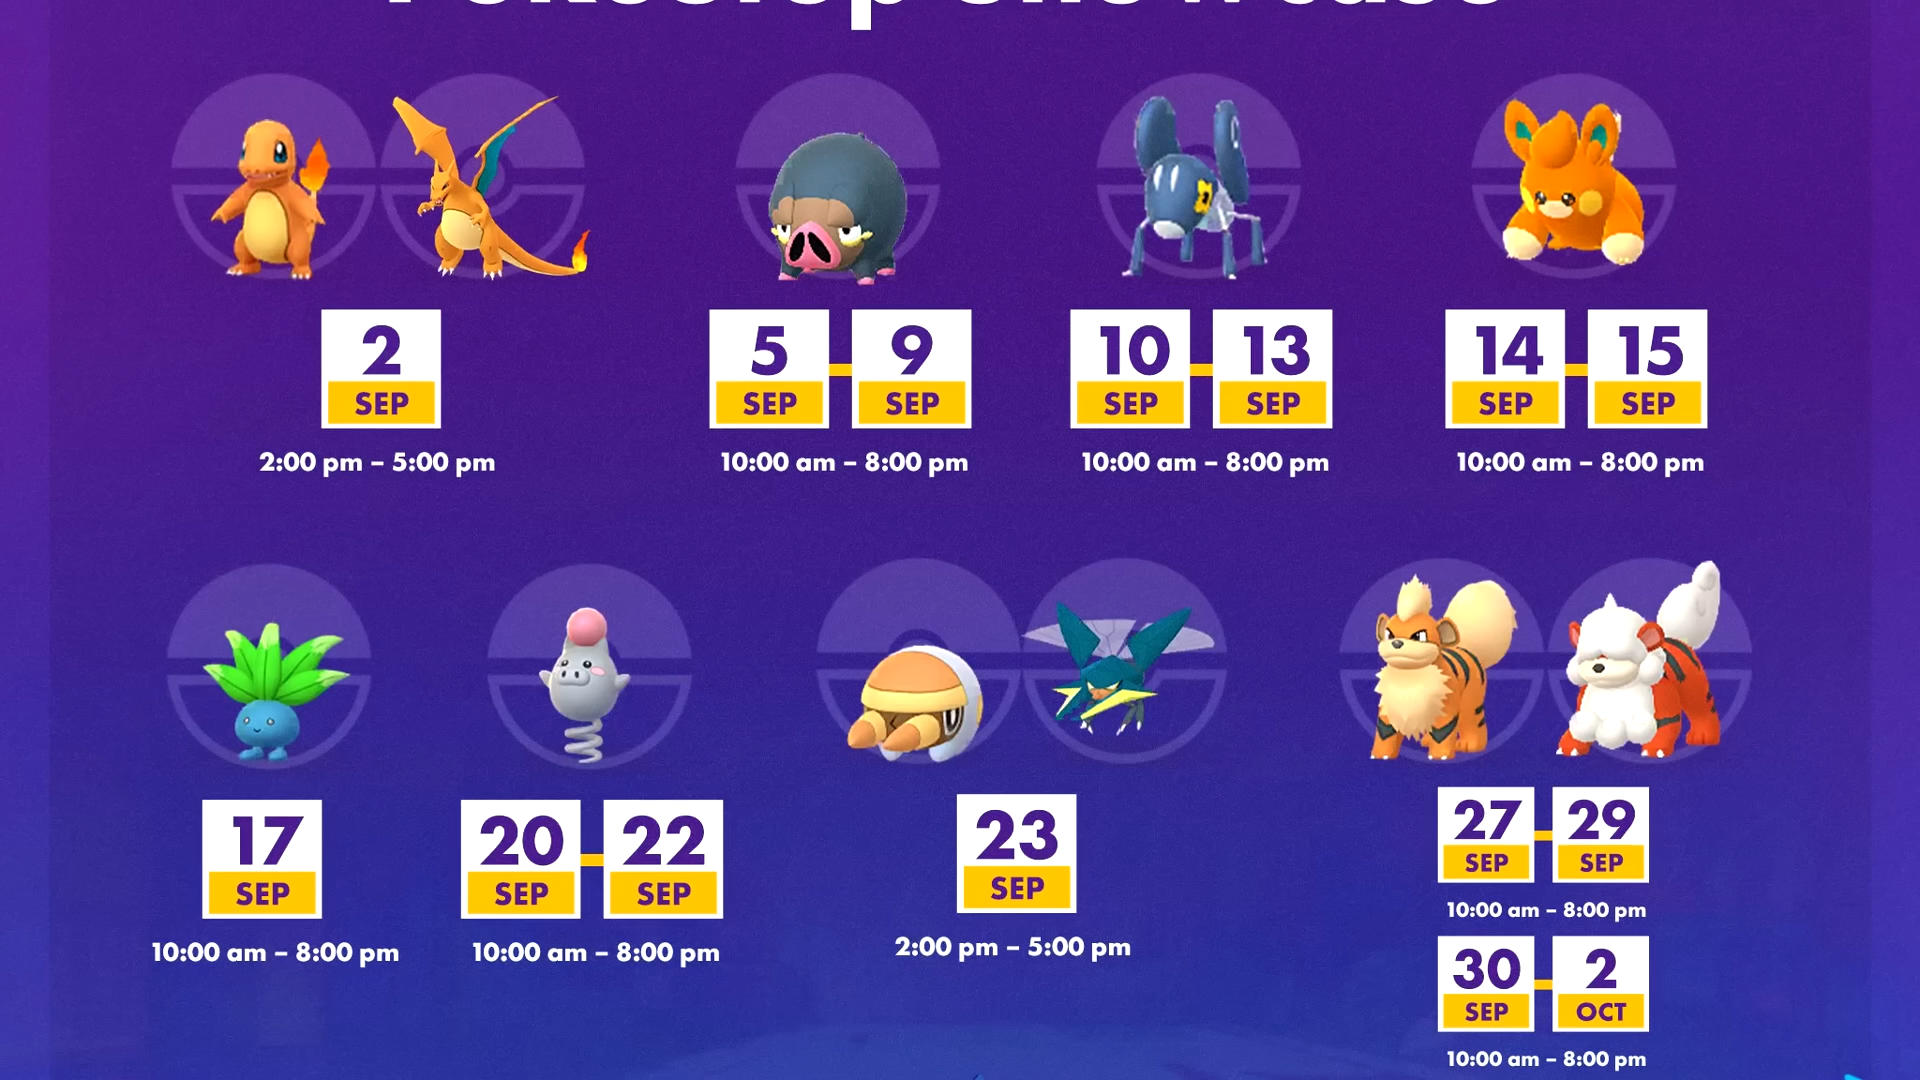 PokéStop Showcase
2
SEP
2:00 pm – 5:00 pm
5
SEP
9
SEP
10:00 am – 8:00 pm
10
SEP
13
SEP
10:00 am – 8:00 pm
14
SEP
15
SEP
10:00 am – 8:00 pm
17
SEP
10:00 am – 8:00 pm
20
SEP
22
SEP
10:00 am – 8:00 pm
23
SEP
2:00 pm – 5:00 pm
27
SEP
29
SEP
10:00 am – 8:00 pm
30
SEP
2
OCT
10:00 am – 8:00 pm